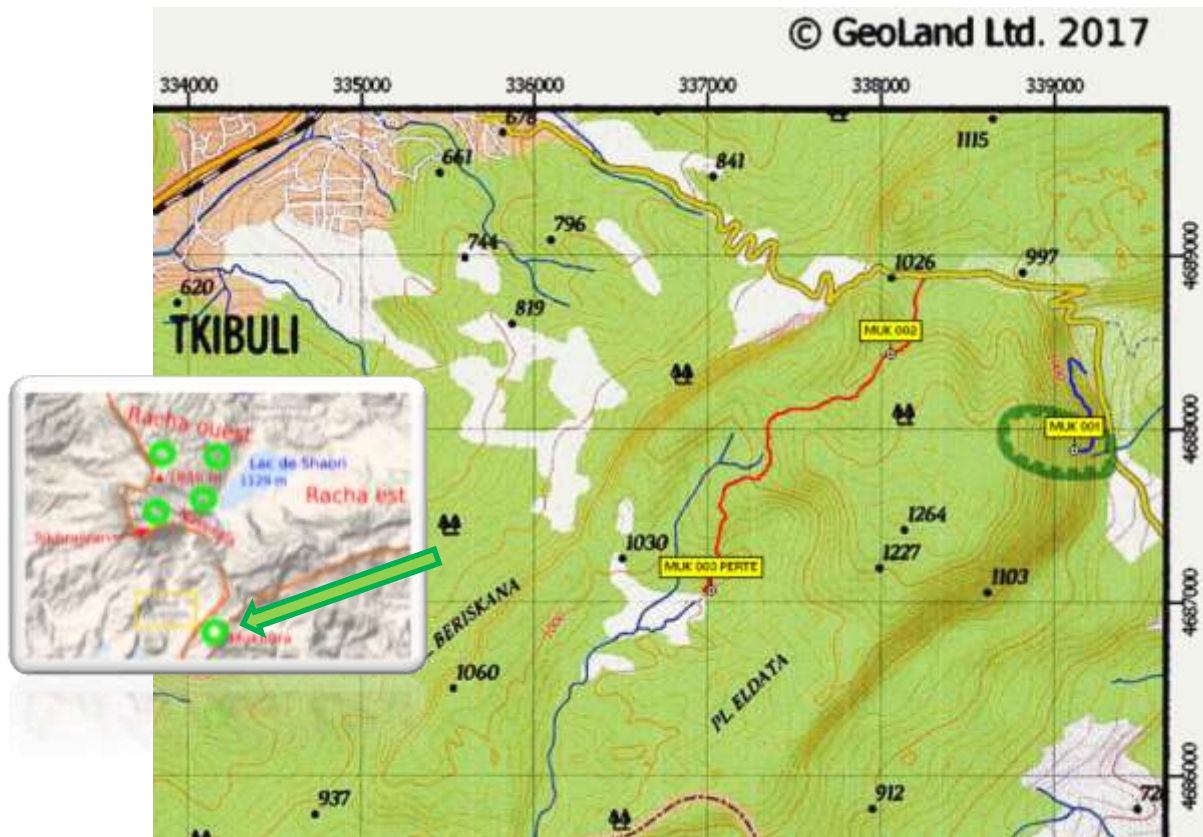 © GeoLand Ltd. 2017
334000 335000 336000 337000 338000 339000
678
1115
661
841
796
744
4689000
1026
997
620
819
MUK 002
TKIBULI
4688000
MUK 001
Racha ouest
Lac de Shaori
1129 m
Racha est
1264
1030
1227
MUK 003 PERTE
1103
4687000
1000
BERISKANA
1060
PL. ELDATA
4686000
937
912